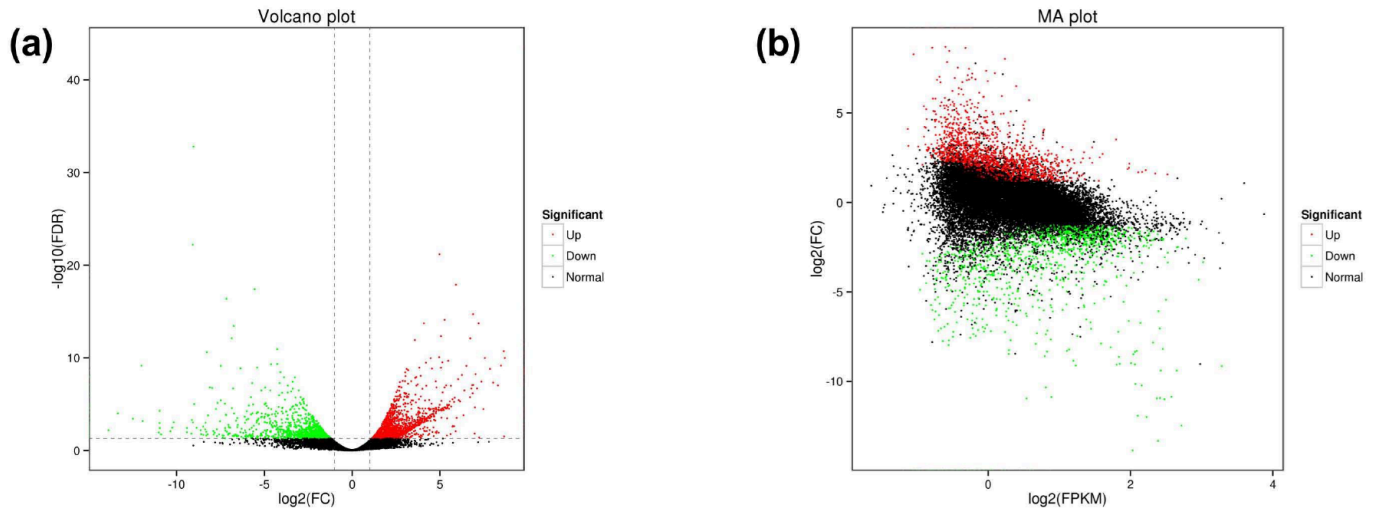 (a)
Volcano plot
-log10(FDR)
40
30
20
10
0
-10
-5
0
5
log2(FC)
Significant
Up
Down
Normal
(b)
MA plot
log2(FC)
5
0
-5
-10
0
2
4
log2(FPKM)
Significant
Up
Down
Normal